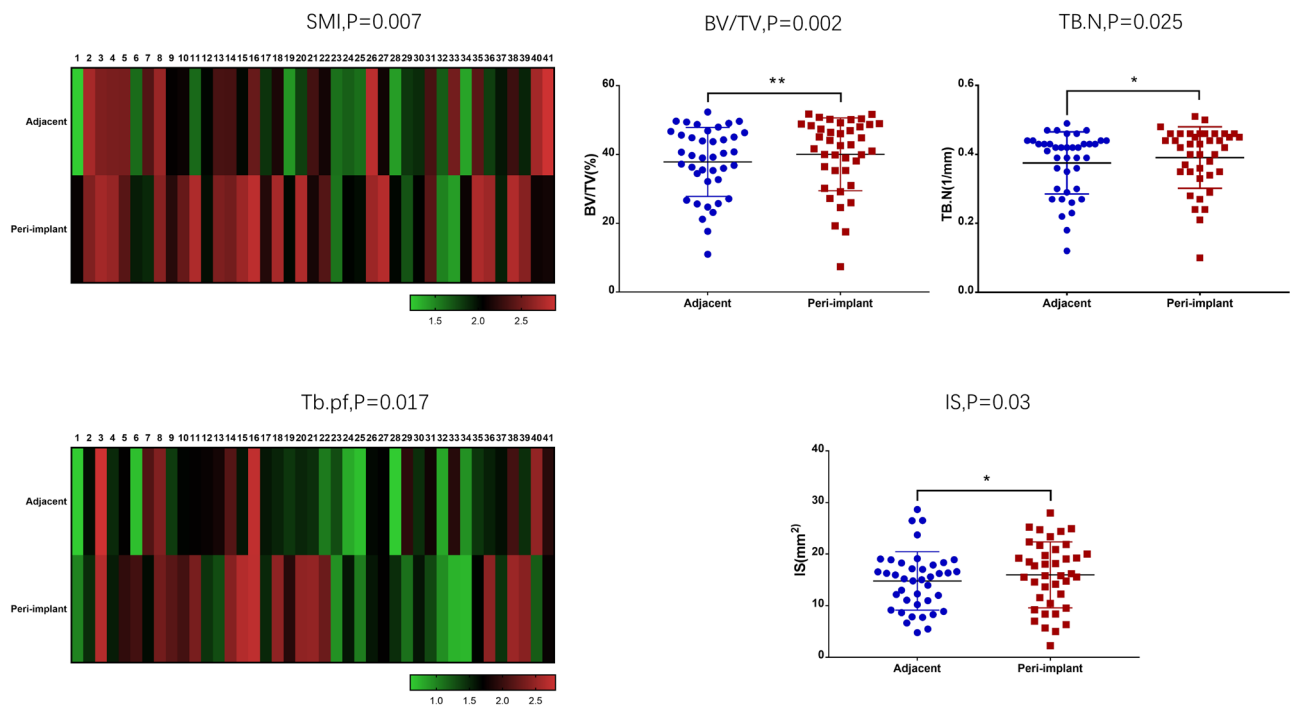 SMI,P=0.007
1 2 3 4 5 6 7 8 9 10 11 12 13 14 15 16 17 18 19 20 21 22 23 24 25 26 27 28 29 30 31 32 33 34 35 36 37 38 39 40 41
Adjacent
Peri-implant
1.5 2.0 2.5
BV/TV,P=0.002
60
**
40
BV/TV(%)
20
0
Adjacent Peri-implant
TB.N,P=0.025
0.6
*
0.4
TB.N(1/mm)
0.2
0.0
Adjacent Peri-implant
Tb.pf,P=0.017
1 2 3 4 5 6 7 8 9 10 11 12 13 14 15 16 17 18 19 20 21 22 23 24 25 26 27 28 29 30 31 32 33 34 35 36 37 38 39 40 41
Adjacent
Peri-implant
1.0 1.5 2.0 2.5
IS,P=0.03
40
30
*
20
IS(mm²)
10
0
Adjacent Peri-implant